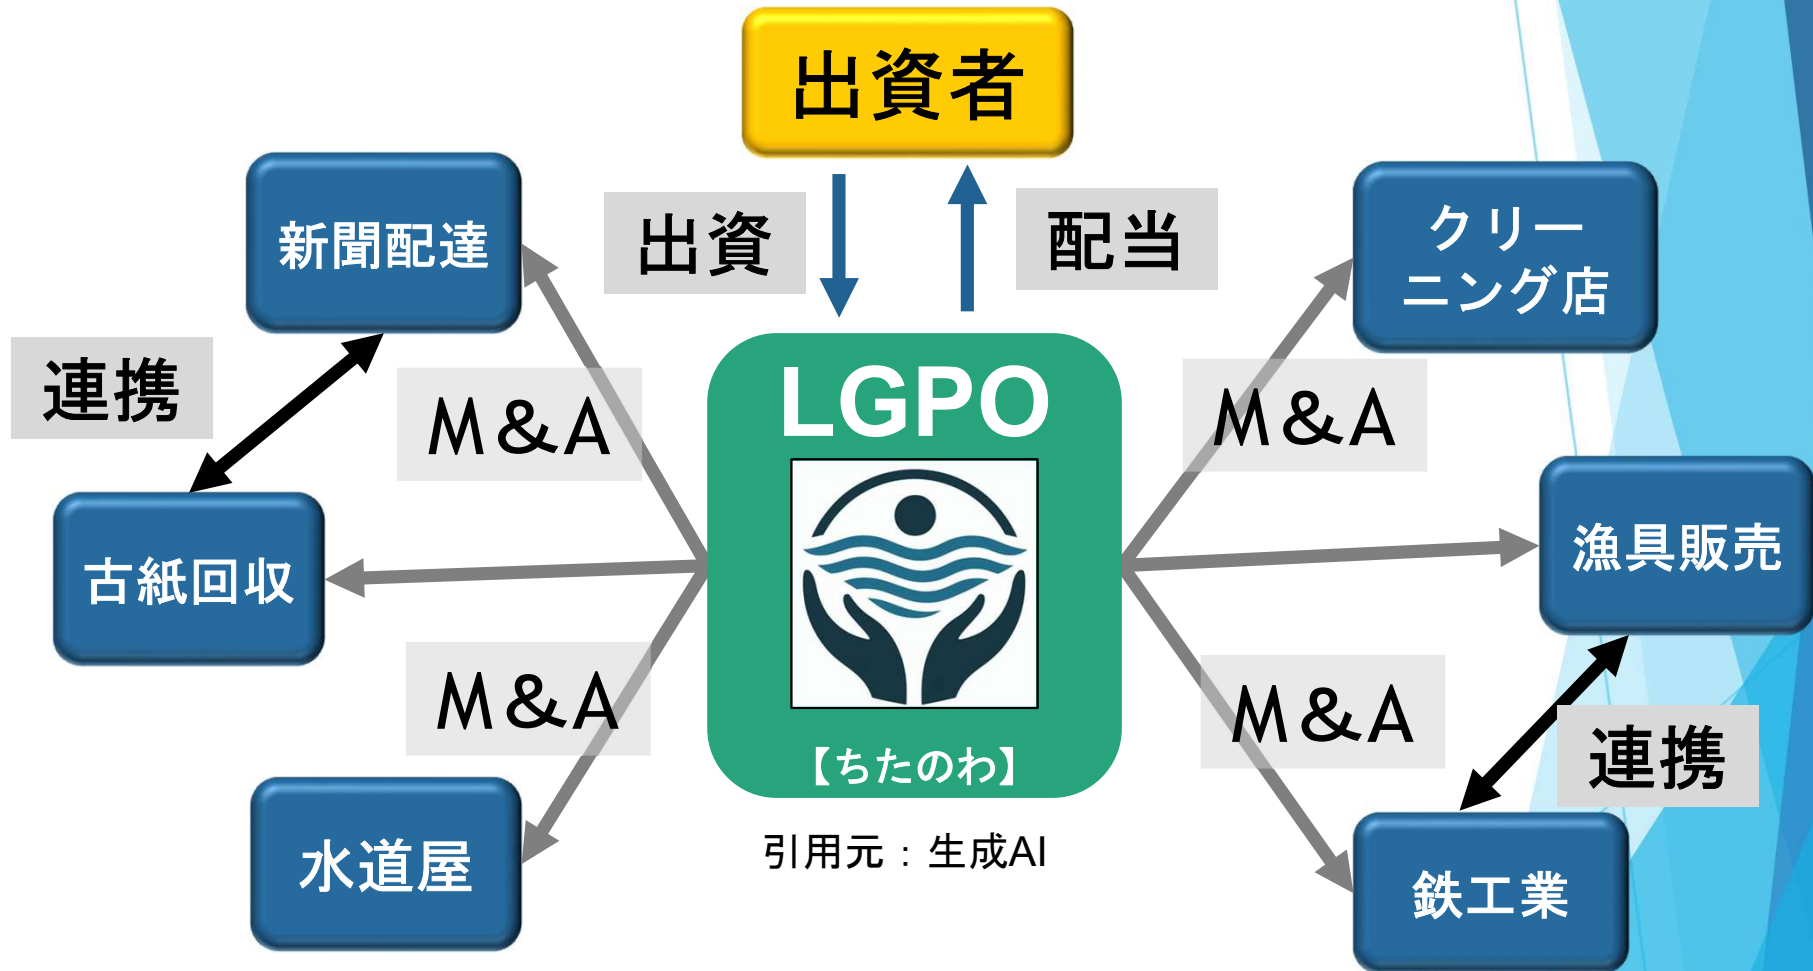 出資者
出資
配当
新聞配達
クリー
ニング店
連携
M&A
M&A
LGPO
古紙回収
漁具販売
M&A
M&A
連携
【ちたのわ】
水道屋
引用元：生成AI
鉄工業